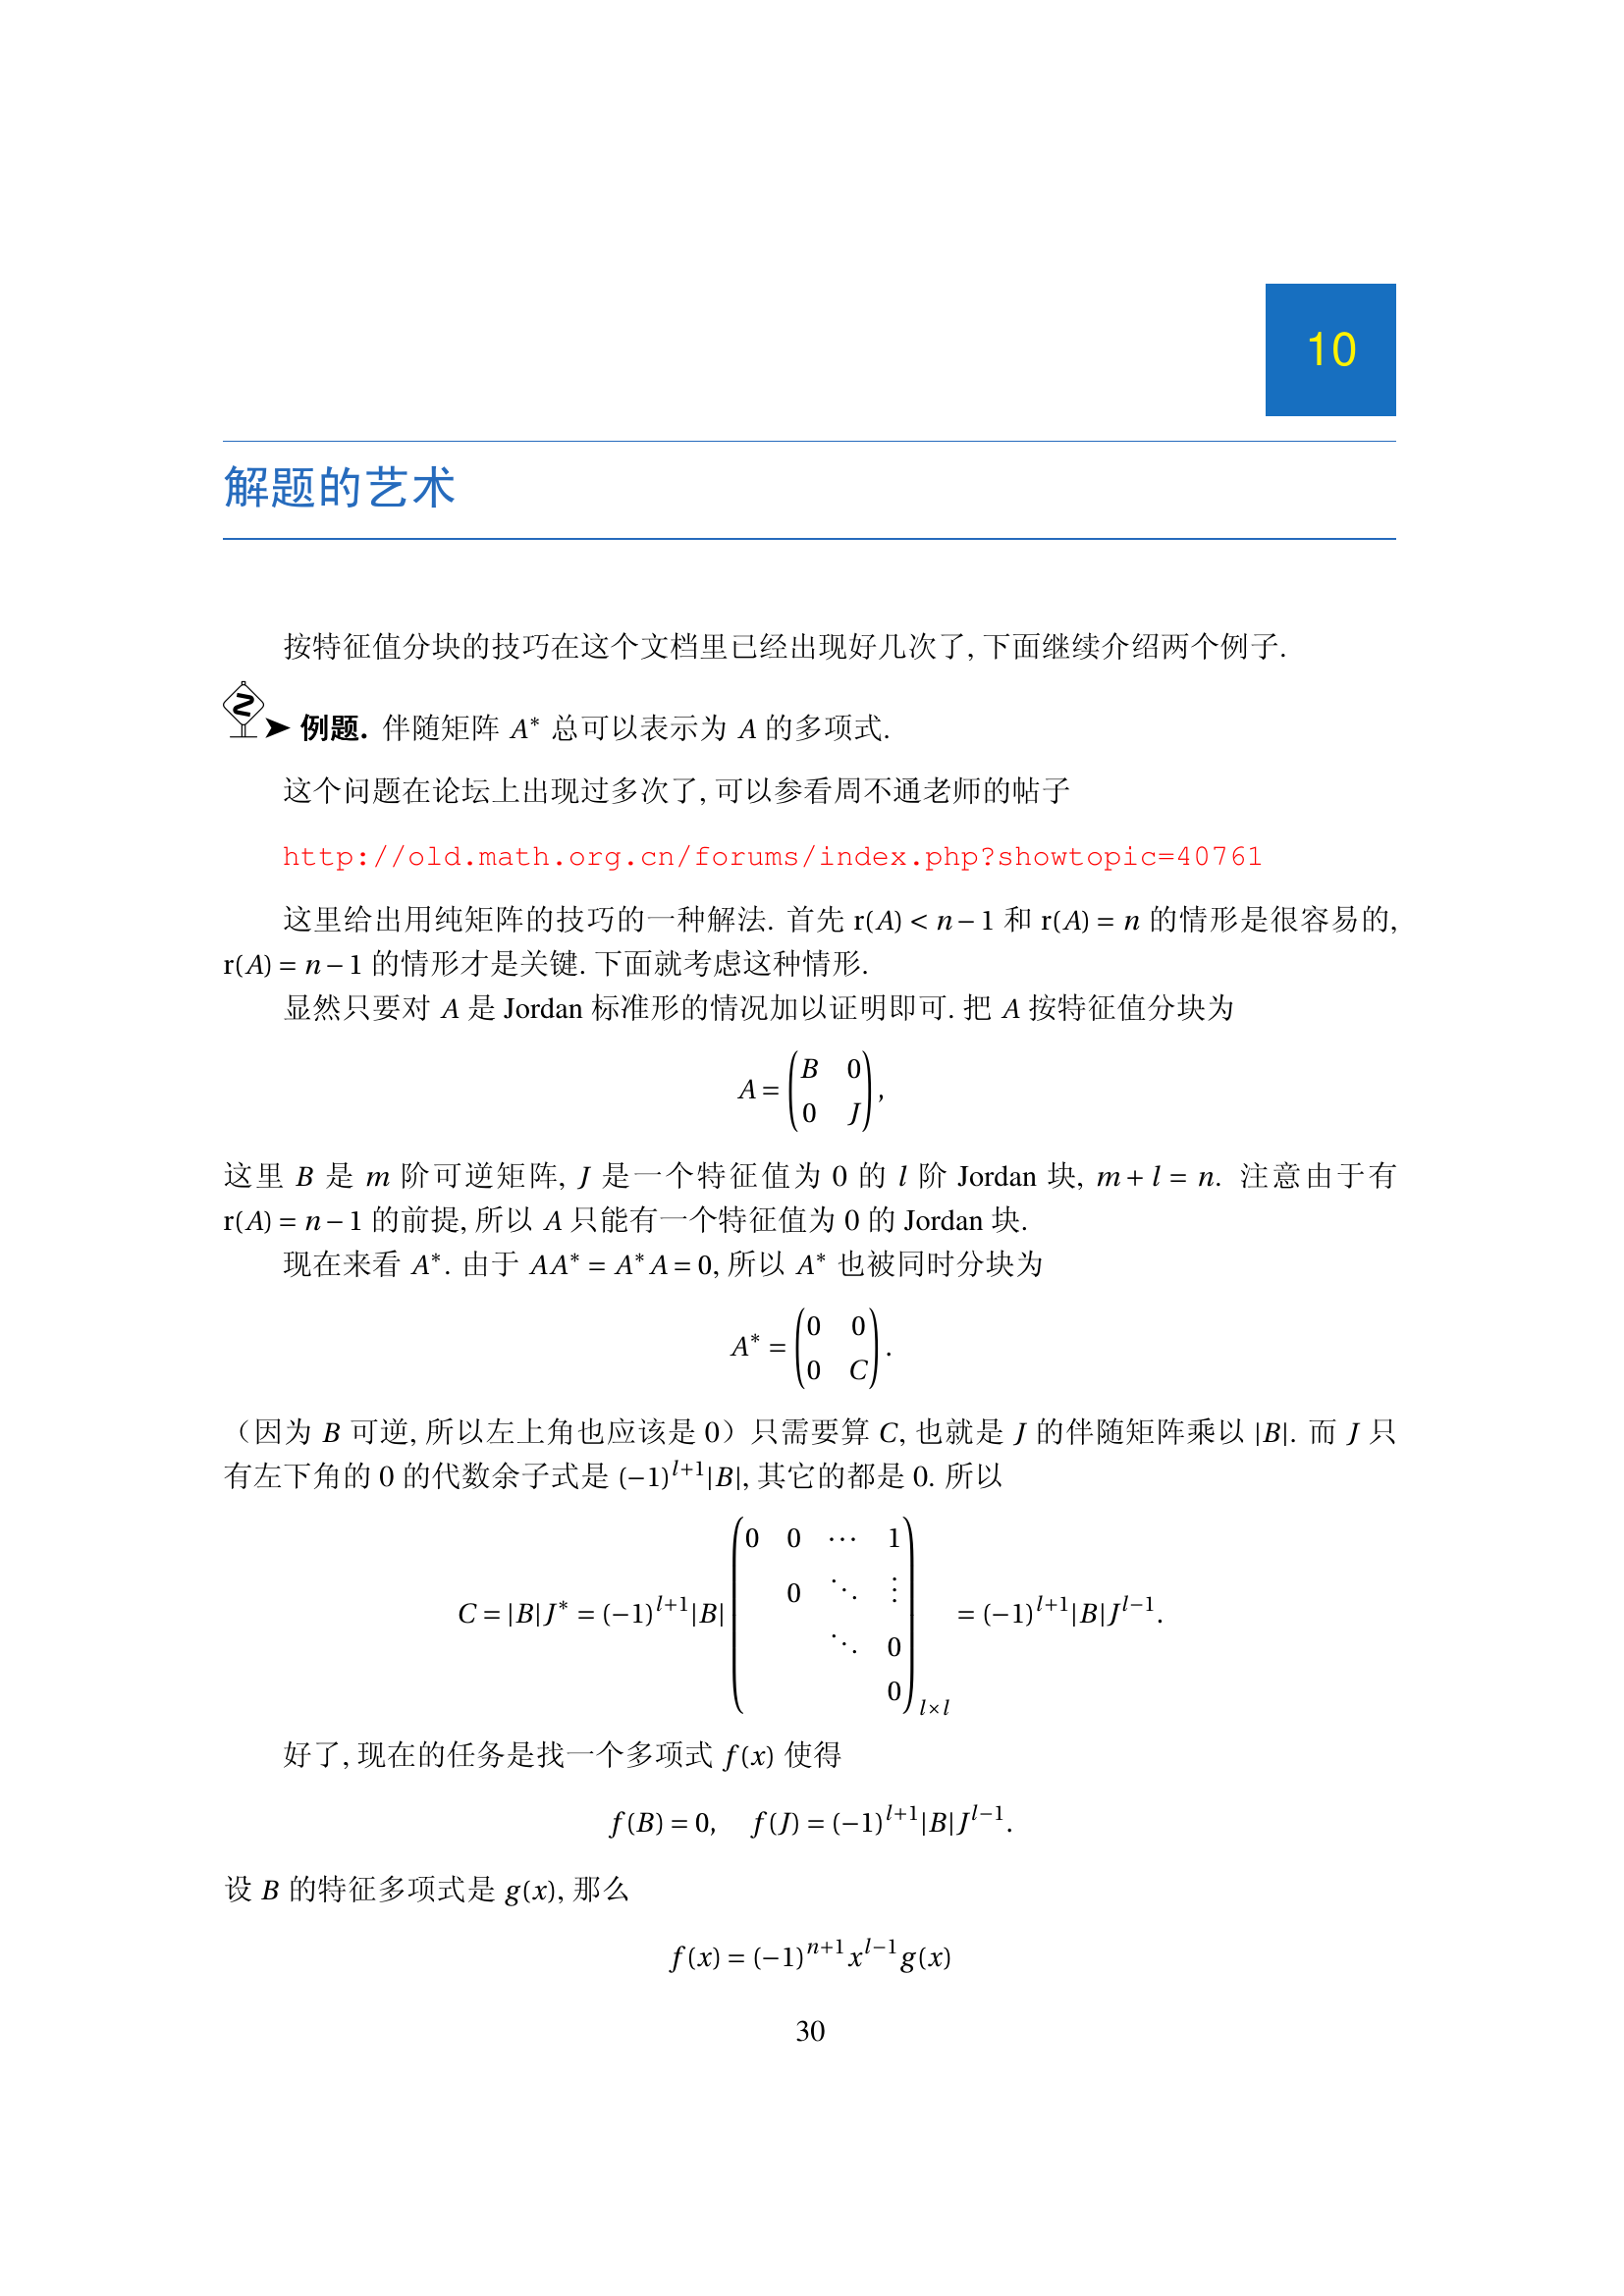 10
解题的艺术
按特征值分块的技巧在这个文档里已经出现好几次了, 下面继续介绍两个例子.
➤ 例题. 伴随矩阵 A* 总可以表示为 A 的多项式.
这个问题在论坛上出现过多次了, 可以参看周不通老师的帖子
http://old.math.org.cn/forums/index.php?showtopic=40761
这里给出用纯矩阵的技巧的一种解法. 首先 r(A) < n − 1 和 r(A) = n 的情形是很容易的,
r(A) = n − 1 的情形才是关键. 下面就考虑这种情形.
显然只要对 A 是 Jordan 标准形的情况加以证明即可. 把 A 按特征值分块为
A = \begin{pmatrix} B & 0 \\ 0 & J \end{pmatrix},
这里 B 是 m 阶可逆矩阵, J 是一个特征值为 0 的 l 阶 Jordan 块, m + l = n. 注意由于有
r(A) = n − 1 的前提, 所以 A 只能有一个特征值为 0 的 Jordan 块.
现在来看 A*. 由于 AA* = A*A = 0, 所以 A* 也被同时分块为
A* = \begin{pmatrix} 0 & 0 \\ 0 & C \end{pmatrix}.
（因为 B 可逆, 所以左上角也应该是 0）只需要算 C, 也就是 J 的伴随矩阵乘以 |B|. 而 J 只
有左下角的 0 的代数余子式是 (−1)^{l+1}|B|, 其它的都是 0. 所以
C = |B|J* = (−1)^{l+1}|B| \begin{pmatrix} 0 & 0 & ⋯ & 1 \\ & 0 & ⋱ & ⋮ \\ & & ⋱ & 0 \\ & & & 0 \end{pmatrix}_{l×l} = (−1)^{l+1}|B|J^{l−1}.
好了, 现在的任务是找一个多项式 f(x) 使得
f(B) = 0, f(J) = (−1)^{l+1}|B|J^{l−1}.
设 B 的特征多项式是 g(x), 那么
f(x) = (−1)^{n+1}x^{l−1}g(x)
30